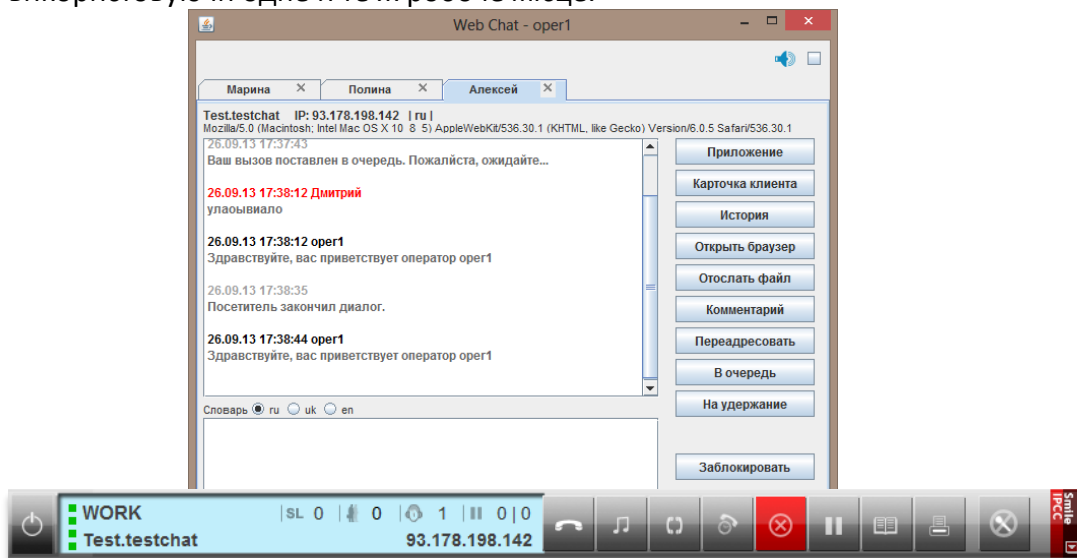 використовуючи одне й те ж робоче місце.
Web Chat - oper1
Марина Полина Алексей
Test.testchat IP: 93.178.198.142 | ru |
Mozilla/5.0 (Macintosh; Intel Mac OS X 10_8_5) AppleWebKit/536.30.1 (KHTML, like Gecko) Version/6.0.5 Safari/536.30.1
26.09.13 17:37:43
Ваш вызов поставлен в очередь. Пожалйста, ожидайте...
26.09.13 17:38:12 Дмитрий
улаоывиало
26.09.13 17:38:12 oper1
Здравствуйте, вас приветствует оператор oper1
26.09.13 17:38:35
Посетитель закончил диалог.
26.09.13 17:38:44 oper1
Здравствуйте, вас приветствует оператор oper1
Приложение
Карточка клиента
История
Открыть браузер
Отослать файл
Комментарий
Переадресовать
В очередь
На удержание
Словарь ru uk en
Заблокировать
WORK |SL 0 | 0 | 1 | 0|0
Test.testchat 93.178.198.142
Smile
IPCC